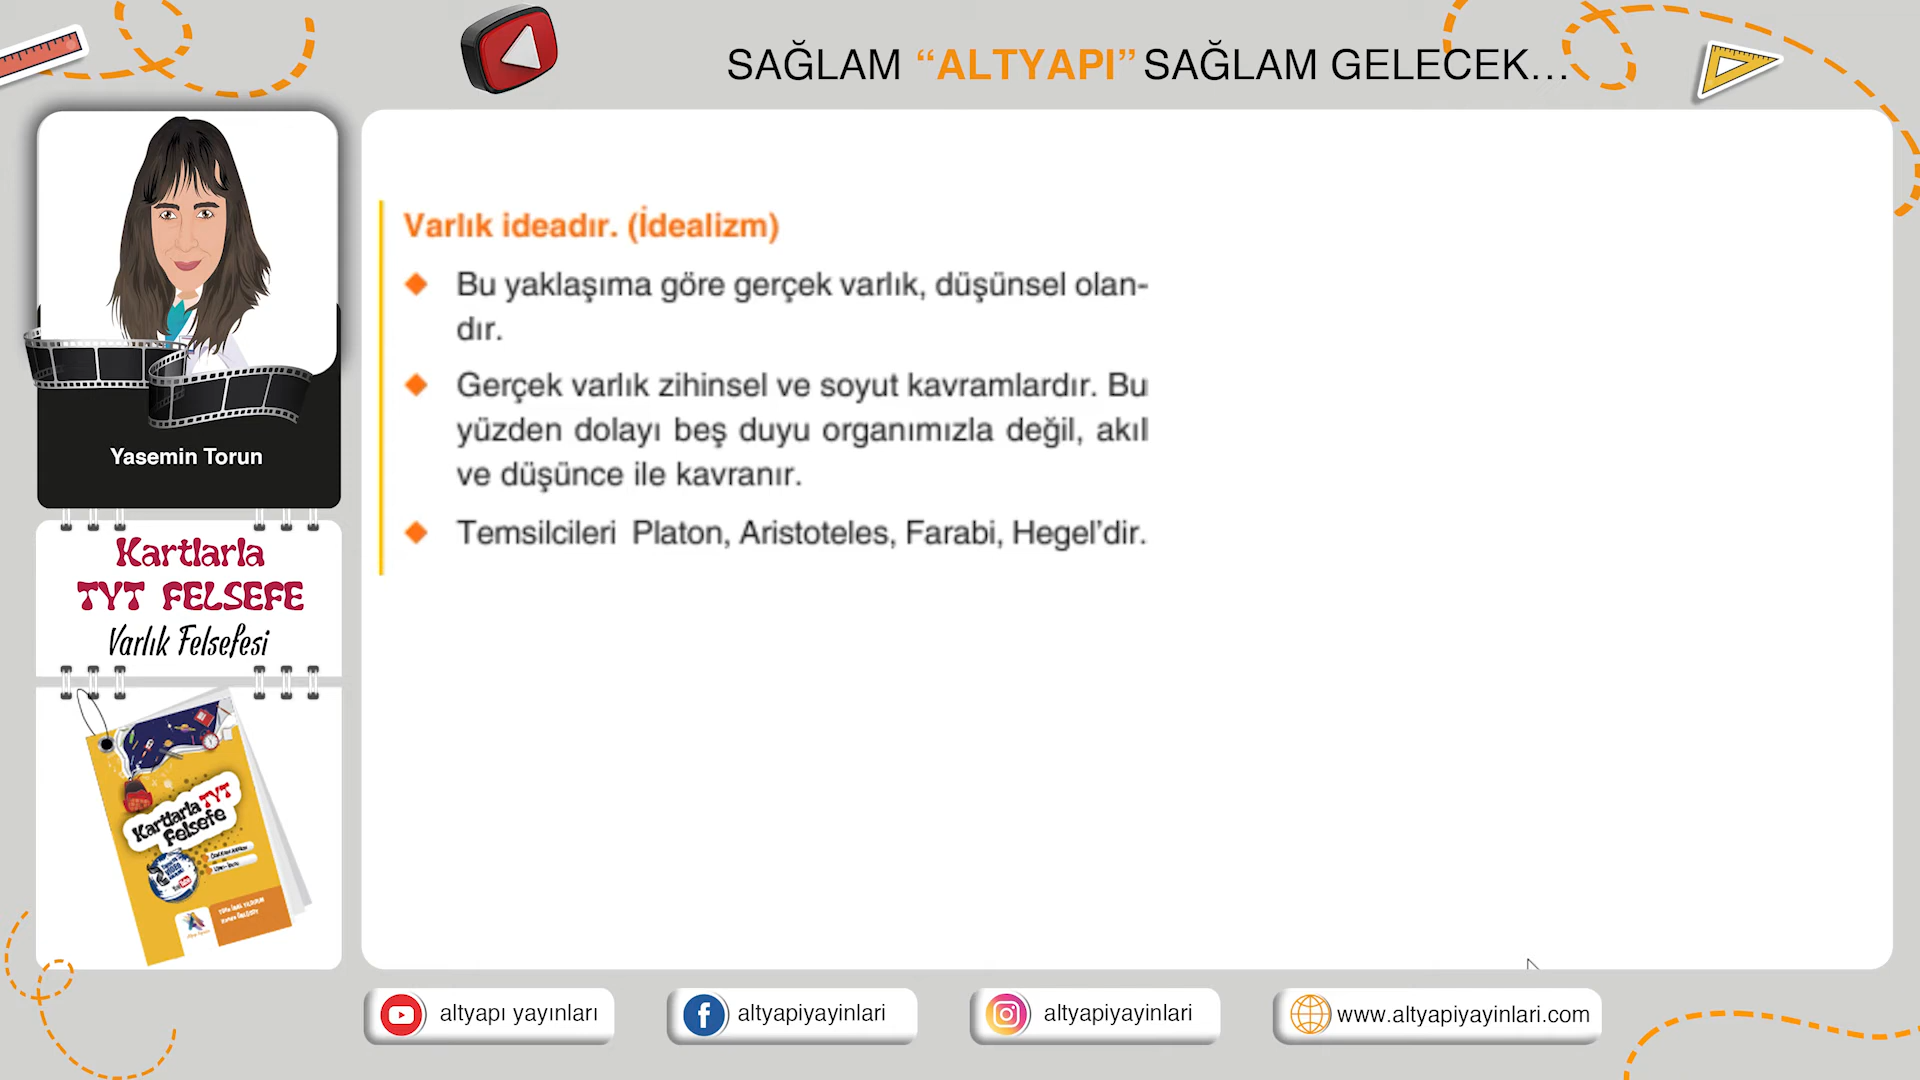 SAĞLAM “ALTYAPI” SAĞLAM GELECEK...
Varlık ideadır. (İdealizm)
Bu yaklaşıma göre gerçek varlık, düşünsel olan-
dır.
Gerçek varlık zihinsel ve soyut kavramlardır. Bu
yüzden dolayı beş duyu organımızla değil, akıl
ve düşünce ile kavranır.
Temsilcileri Platon, Aristoteles, Farabi, Hegel’dir.
Yasemin Torun
Kartlarla
TYT FELSEFE
Varlık Felsefesi
Kartlarla TYT
Felsefe
altyapı yayınları
altyapiyayinlari
altyapiyayinlari
www.altyapiyayinlari.com